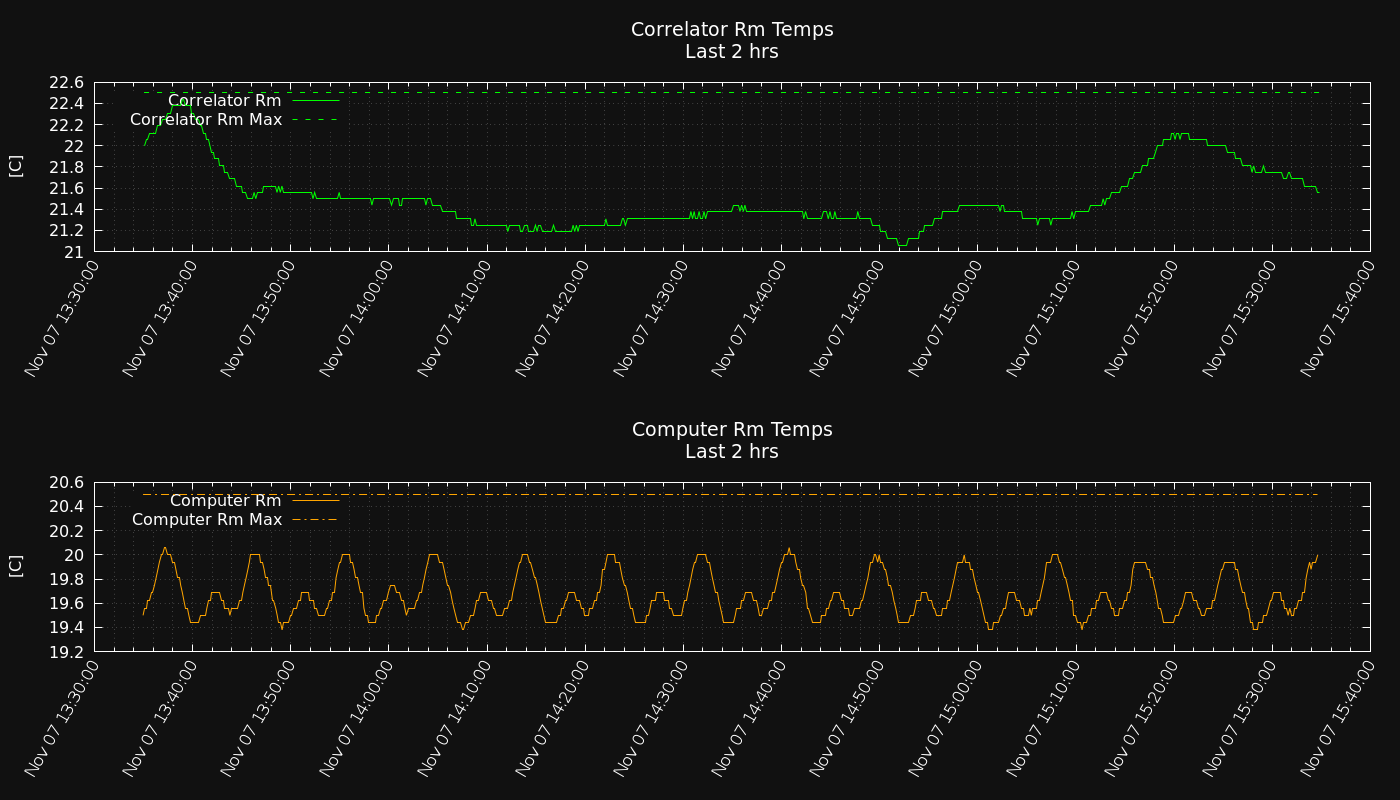 Correlator Rm Temps
Last 2 hrs
22.6
22.4
22.2
22
21.8
21.6
21.4
21.2
21
[C]
Correlator Rm
Correlator Rm Max
Nov 07 13:30:00
Nov 07 13:40:00
Nov 07 13:50:00
Nov 07 14:00:00
Nov 07 14:10:00
Nov 07 14:20:00
Nov 07 14:30:00
Nov 07 14:40:00
Nov 07 14:50:00
Nov 07 15:00:00
Nov 07 15:10:00
Nov 07 15:20:00
Nov 07 15:30:00
Nov 07 15:40:00
Computer Rm Temps
Last 2 hrs
20.6
20.4
20.2
20
19.8
19.6
19.4
19.2
[C]
Computer Rm
Computer Rm Max
Nov 07 13:30:00
Nov 07 13:40:00
Nov 07 13:50:00
Nov 07 14:00:00
Nov 07 14:10:00
Nov 07 14:20:00
Nov 07 14:30:00
Nov 07 14:40:00
Nov 07 14:50:00
Nov 07 15:00:00
Nov 07 15:10:00
Nov 07 15:20:00
Nov 07 15:30:00
Nov 07 15:40:00